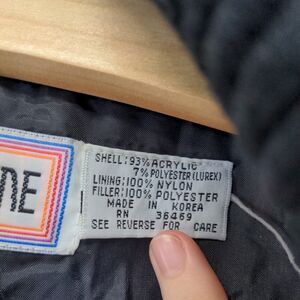 SHELL:93%ACRYLIC
7%POLYESTER(LUREX)
LINING:100% NYLON
FILLER:100% POLYESTER
MADE IN KOREA
RN 36469
SEE REVERSE FOR CARE
NE